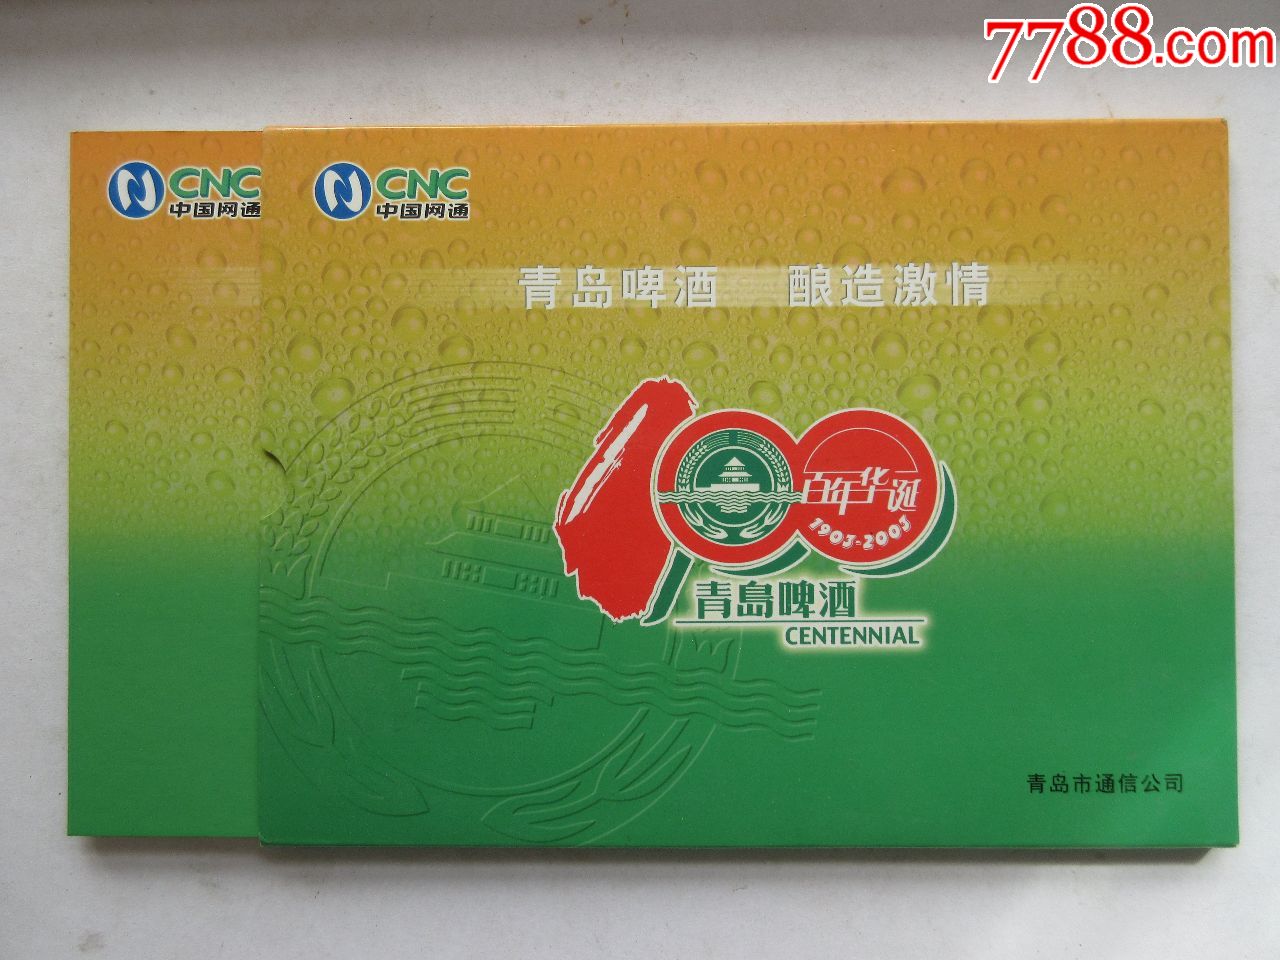 7788.com
CNC
中国网通
CNC
中国网通
青岛啤酒 酿造激情
100
百年华诞
1903-2003
青島啤酒
CENTENNIAL
青岛市通信公司